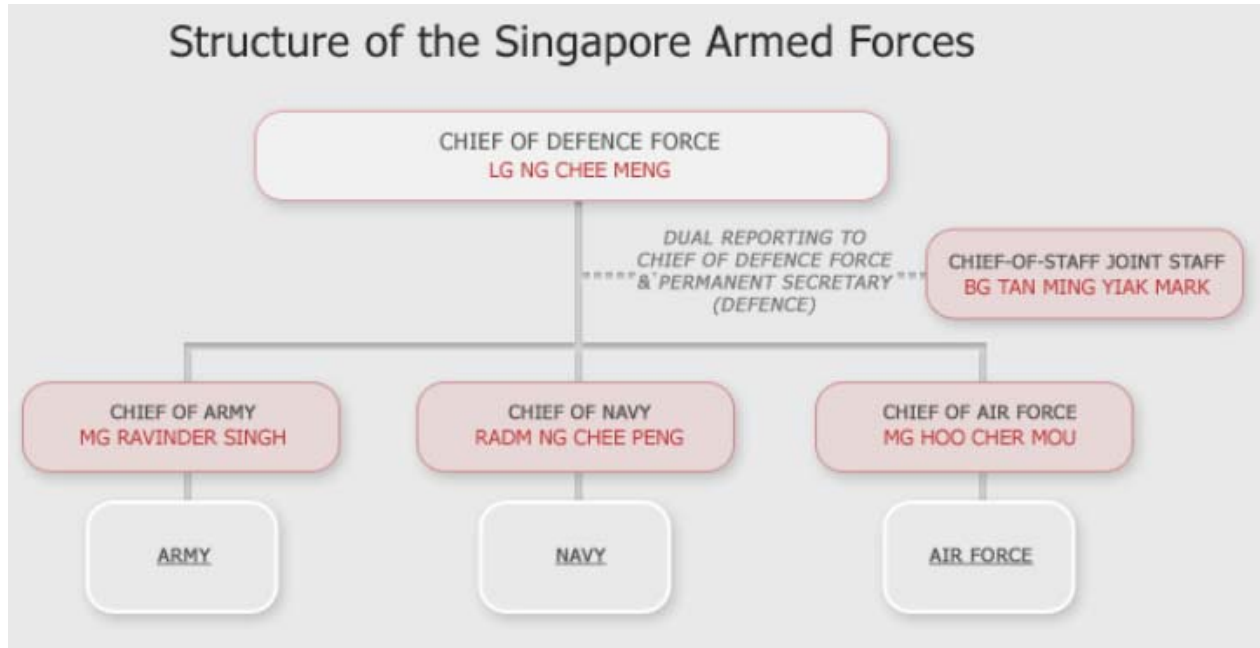 Structure of the Singapore Armed Forces
CHIEF OF DEFENCE FORCE
LG NG CHEE MENG
DUAL REPORTING TO
CHIEF OF DEFENCE FORCE
& PERMANENT SECRETARY
(DEFENCE)
CHIEF-OF-STAFF JOINT STAFF
BG TAN MING YIAK MARK
CHIEF OF ARMY
MG RAVINDER SINGH
CHIEF OF NAVY
RADM NG CHEE PENG
CHIEF OF AIR FORCE
MG HOO CHER MOU
ARMY
NAVY
AIR FORCE